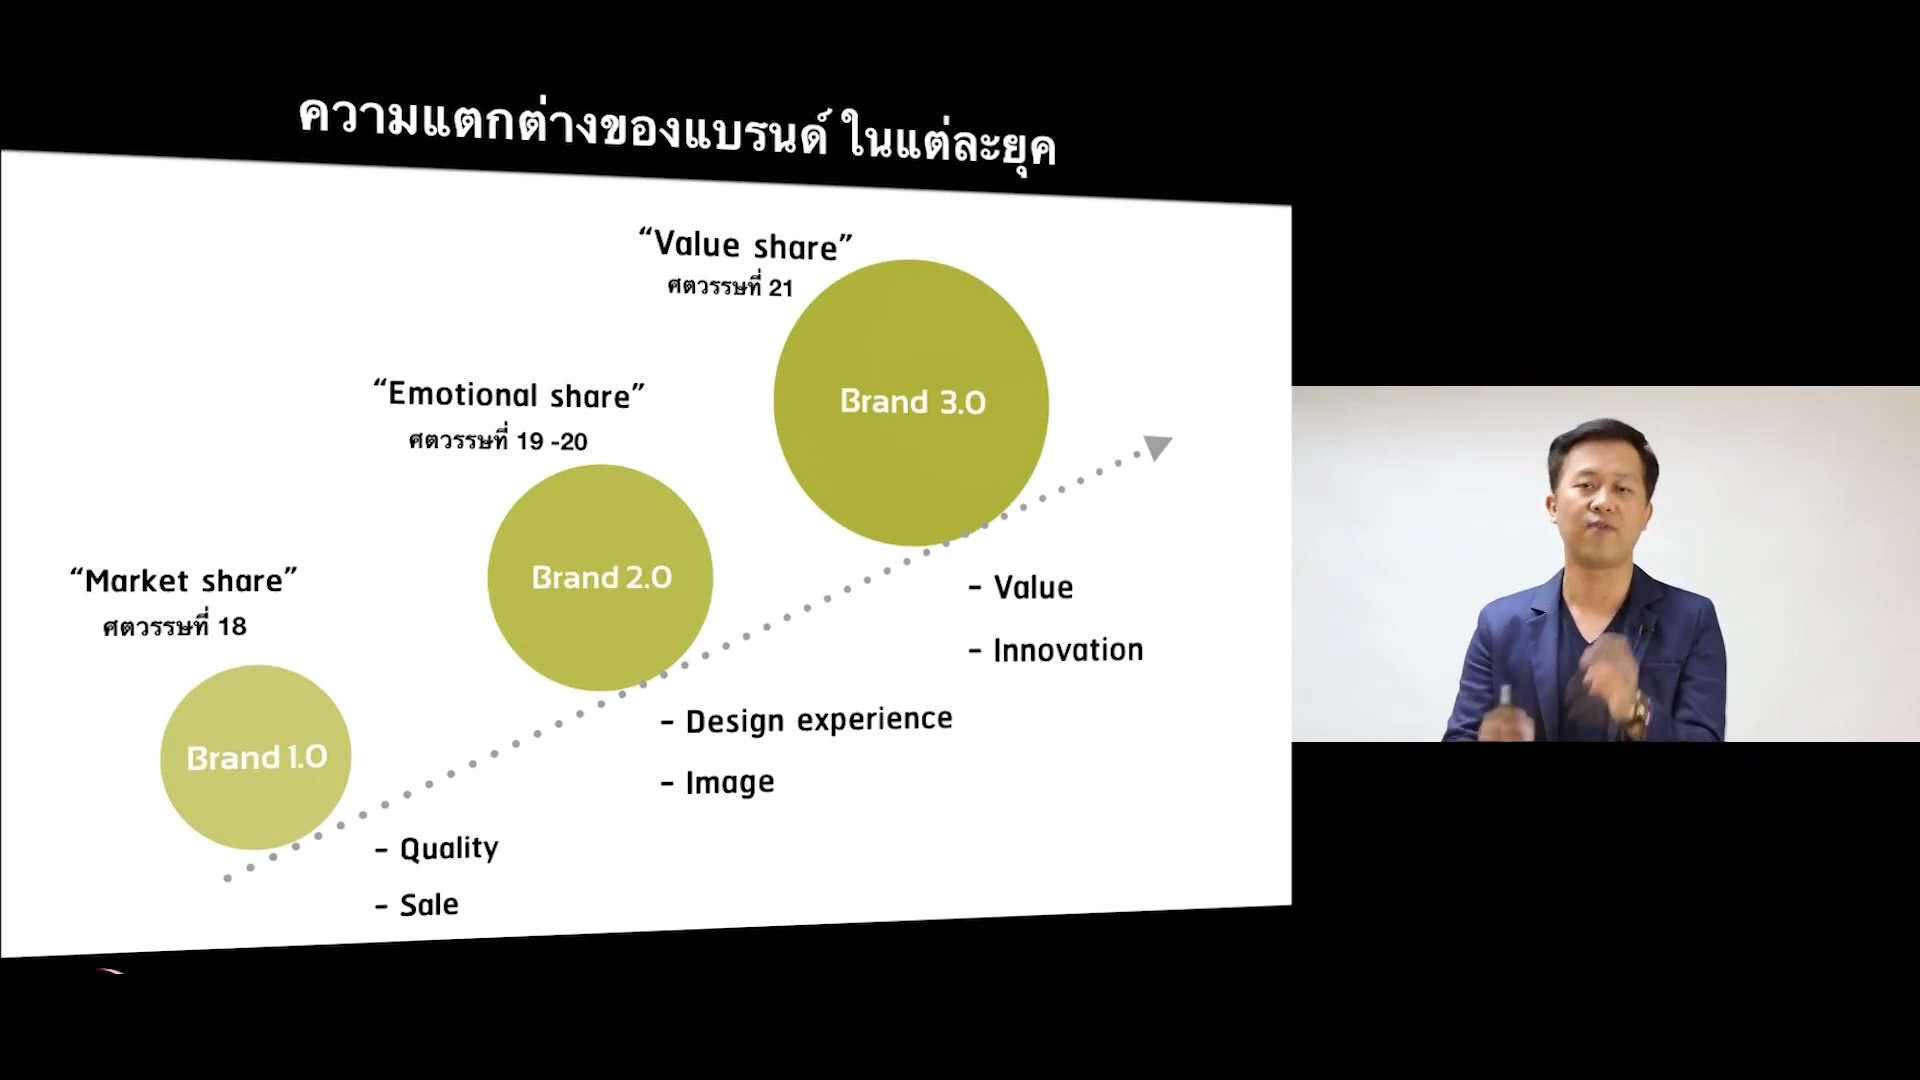 ความแตกต่างของแบรนด์ ในแต่ละยุค
“Value share”
ศตวรรษที่ 21
Brand 3.0
“Emotional share”
ศตวรรษที่ 19 -20
Brand 2.0
“Market share”
ศตวรรษที่ 18
Brand 1.0
- Value
- Innovation
- Design experience
- Image
- Quality
- Sale